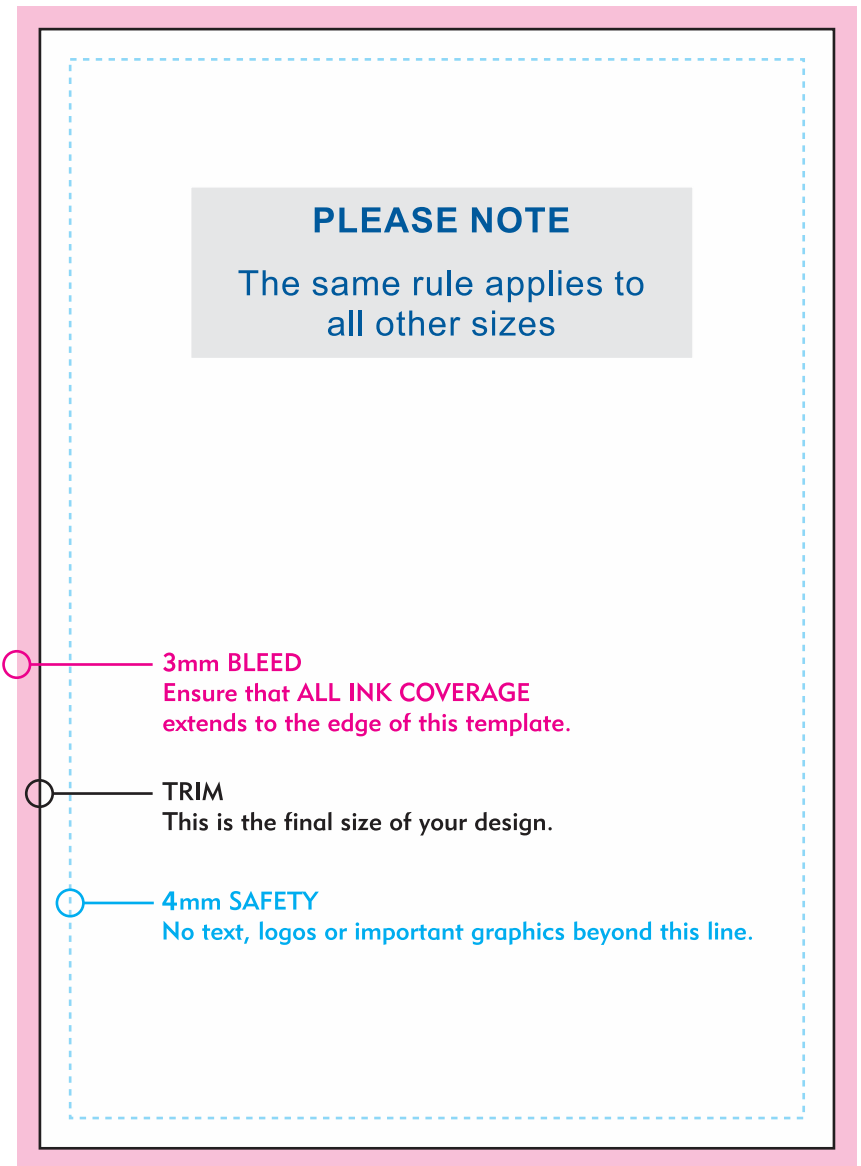 PLEASE NOTE
The same rule applies to
all other sizes
3mm BLEED
Ensure that ALL INK COVERAGE
extends to the edge of this template.
TRIM
This is the final size of your design.
4mm SAFETY
No text, logos or important graphics beyond this line.